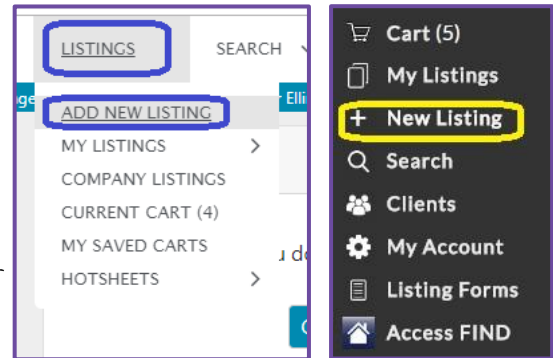 LISTINGS SEARCH
ADD NEW LISTING
MY LISTINGS >
COMPANY LISTINGS
CURRENT CART (4)
MY SAVED CARTS
HOTSHEETS >
Cart (5)
My Listings
+ New Listing
Search
Clients
My Account
Listing Forms
Access FIND